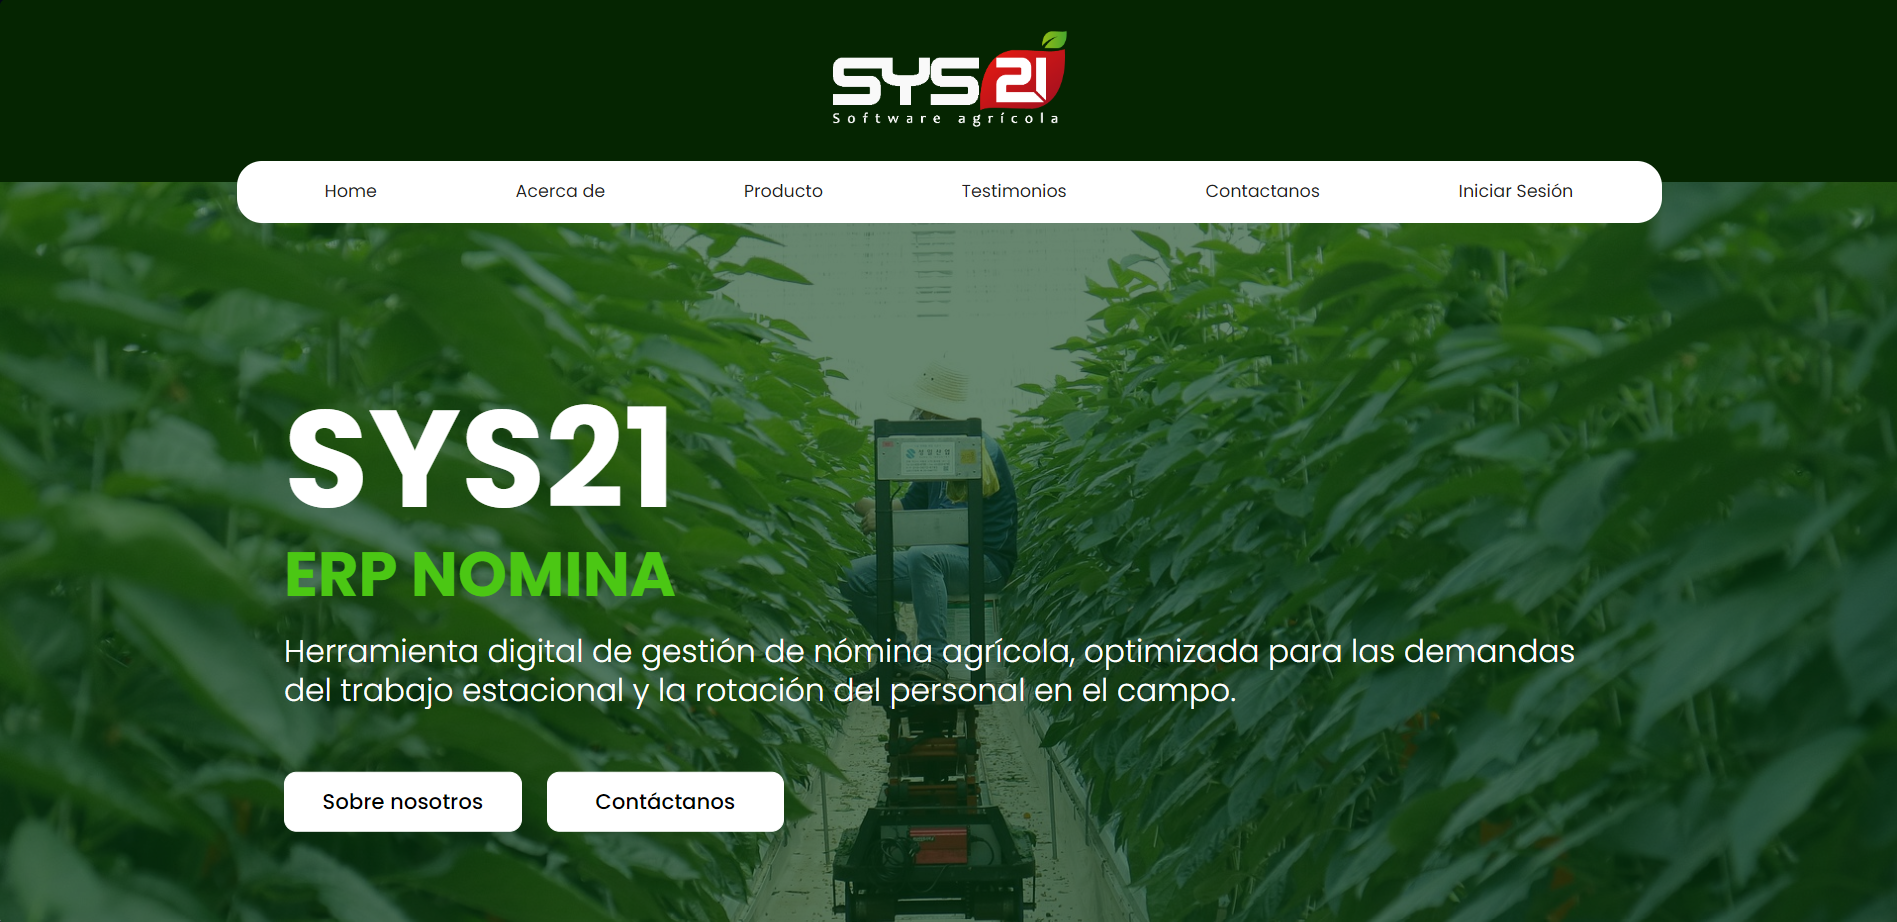 SYS21
Software agrícola
Home
Acerca de
Producto
Testimonios
Contactanos
Iniciar Sesión
SYS21
ERP NOMINA
Herramienta digital de gestión de nómina agrícola, optimizada para las demandas
del trabajo estacional y la rotación del personal en el campo.
Sobre nosotros
Contáctanos